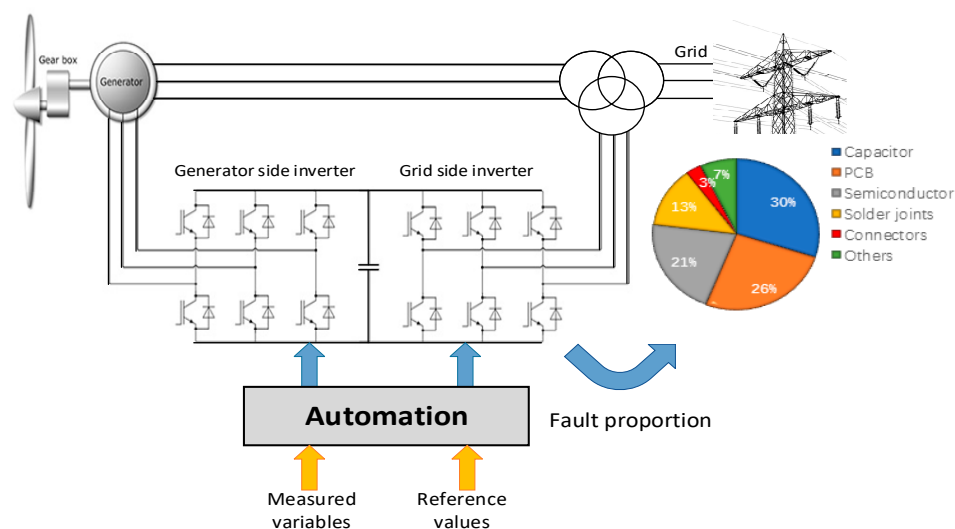 Grid
Gear box
Generator
Generator side inverter
Grid side inverter
Capacitor
PCB
Semiconductor
Solder joints
Connectors
Others
7%
3%
13%
30%
21%
26%
Automation
Fault proportion
Measured
variables
Reference
values